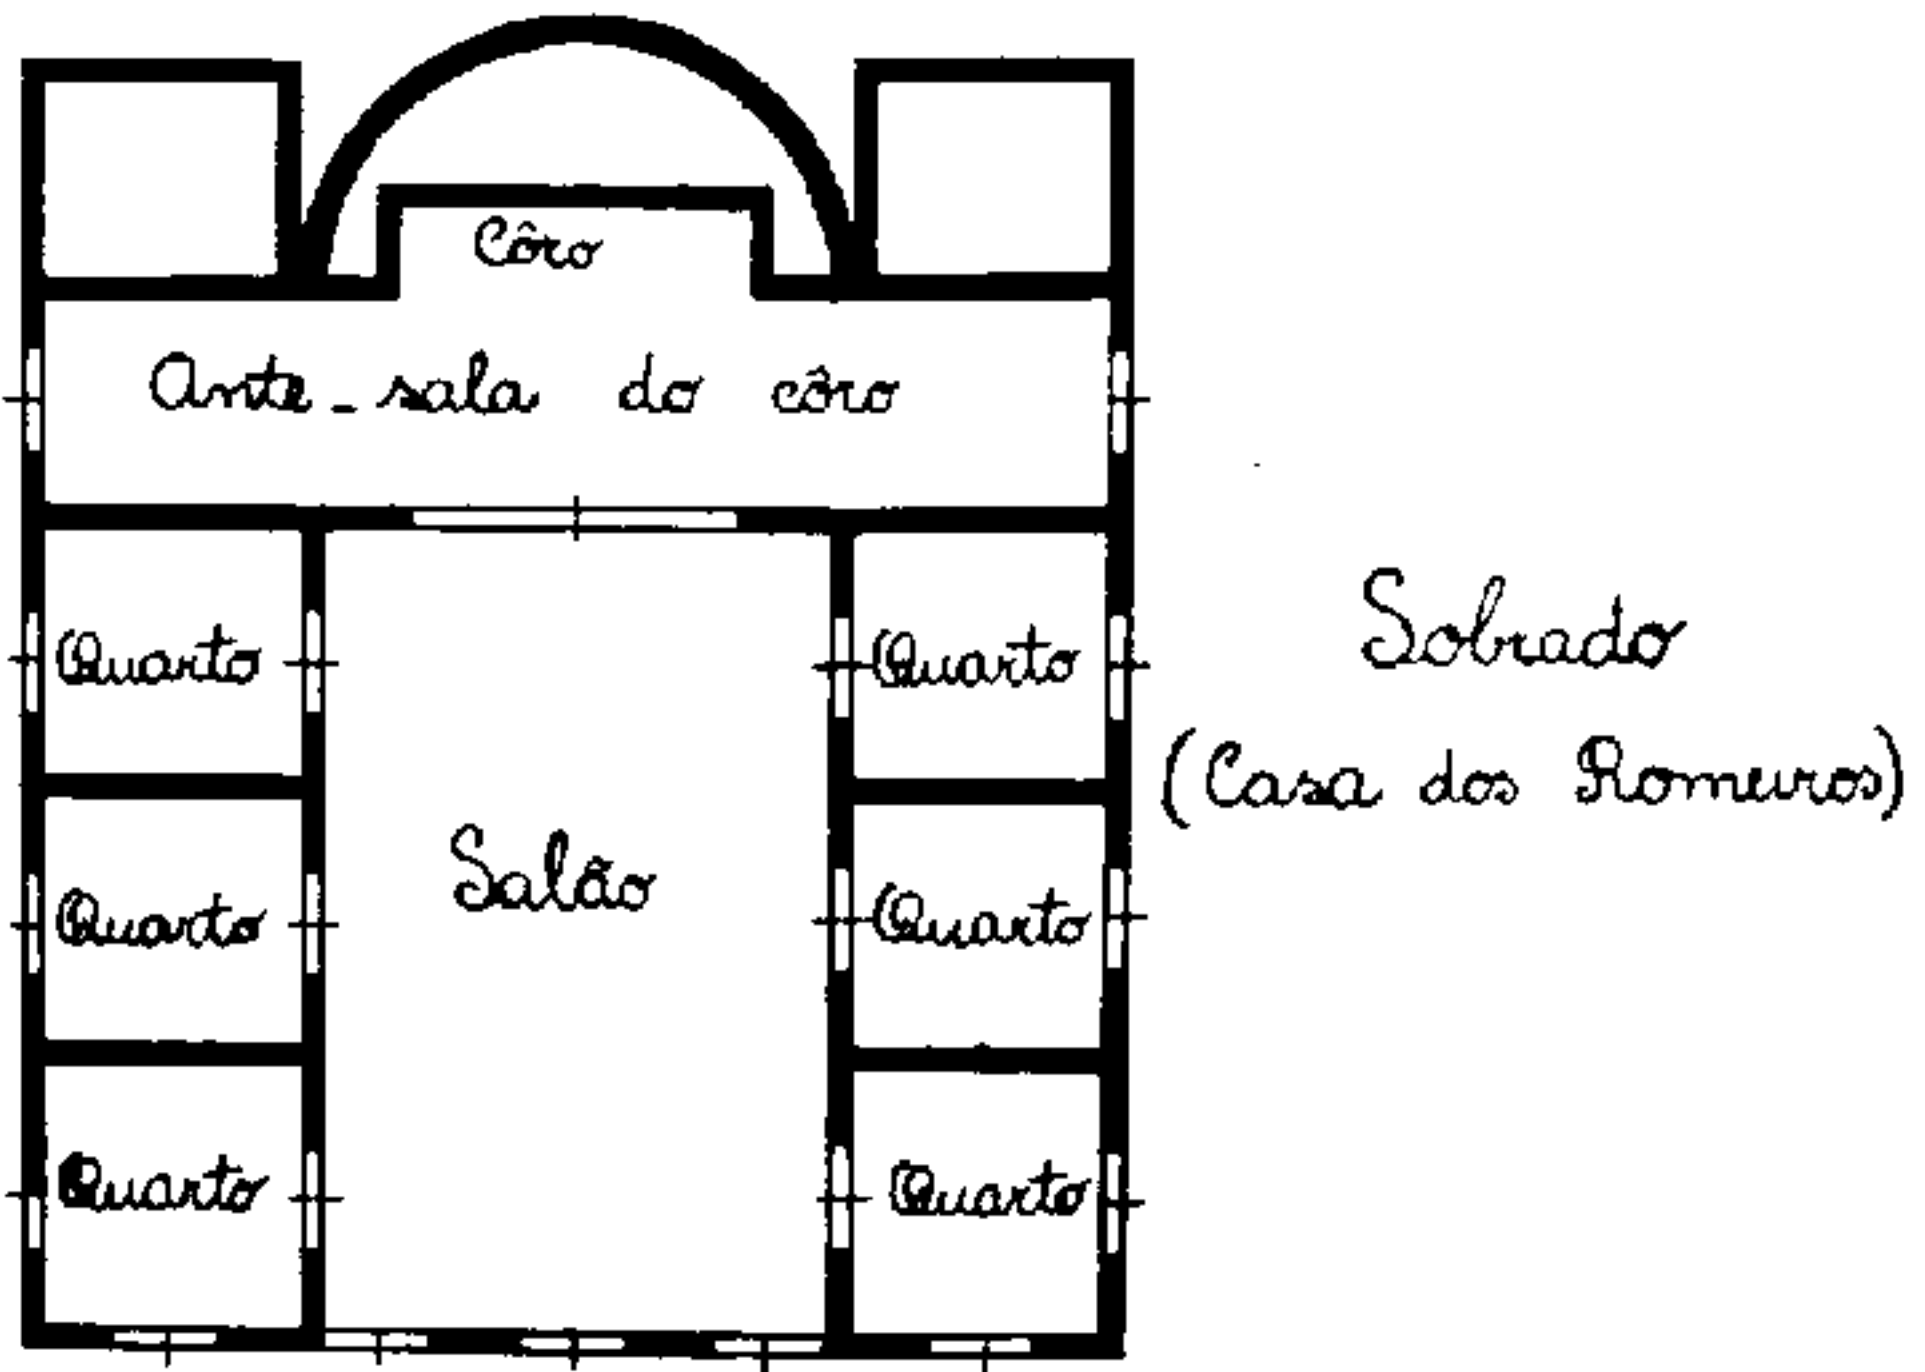 Côro
Ante-sala do côro
Quarto
Quarto
Sobrado
(Casa dos Romeiros)
Salão
Quarto
Quarto
Quarto
Quarto